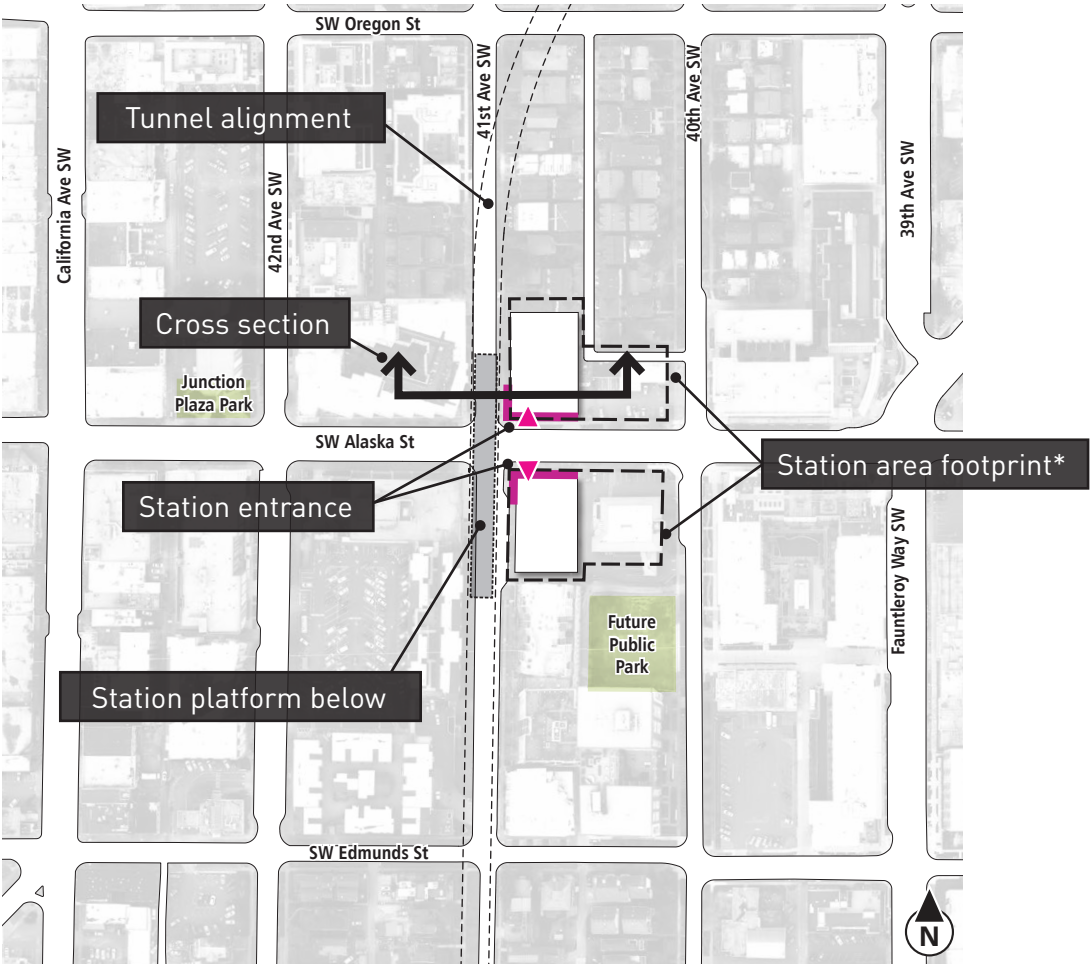 SW Oregon St
41st Ave SW
40th Ave SW
Tunnel alignment
California Ave SW
42nd Ave SW
39th Ave SW
Cross section
Junction
Plaza Park
SW Alaska St
Station area footprint*
Station entrance
Fauntleroy Way SW
Future
Public
Park
Station platform below
SW Edmunds St
N